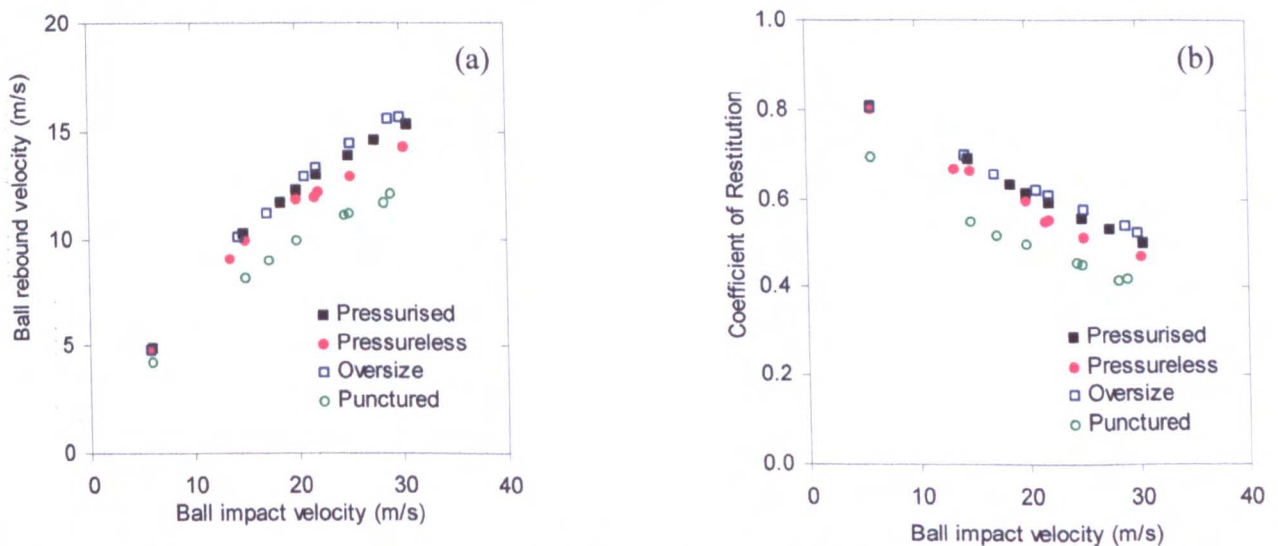 (a)
Ball rebound velocity (m/s)
20
15
10
5
0
Pressurised
Pressureless
Oversize
Punctured
0 10 20 30 40
Ball impact velocity (m/s)
(b)
Coefficient of Restitution
1.0
0.8
0.6
0.4
0.2
0.0
Pressurised
Pressureless
Oversize
Punctured
0 10 20 30 40
Ball impact velocity (m/s)